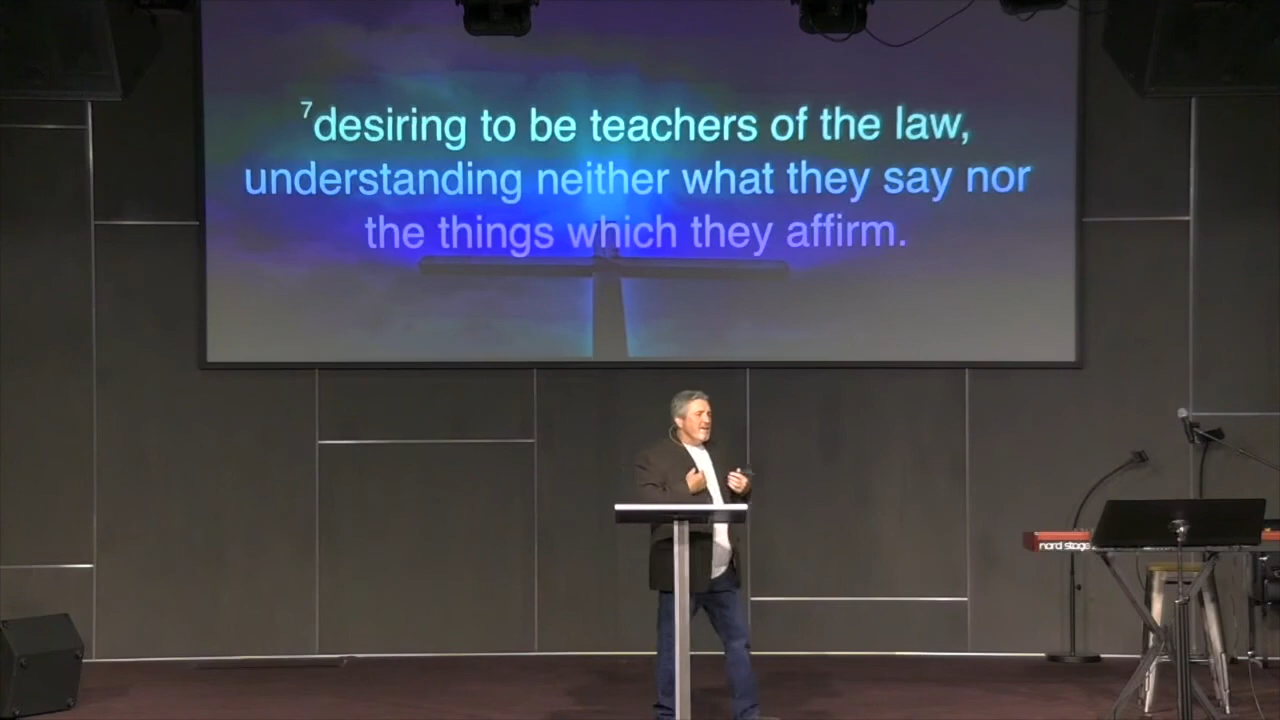 7desiring to be teachers of the law,
understanding neither what they say nor
the things which they affirm.
nord stage